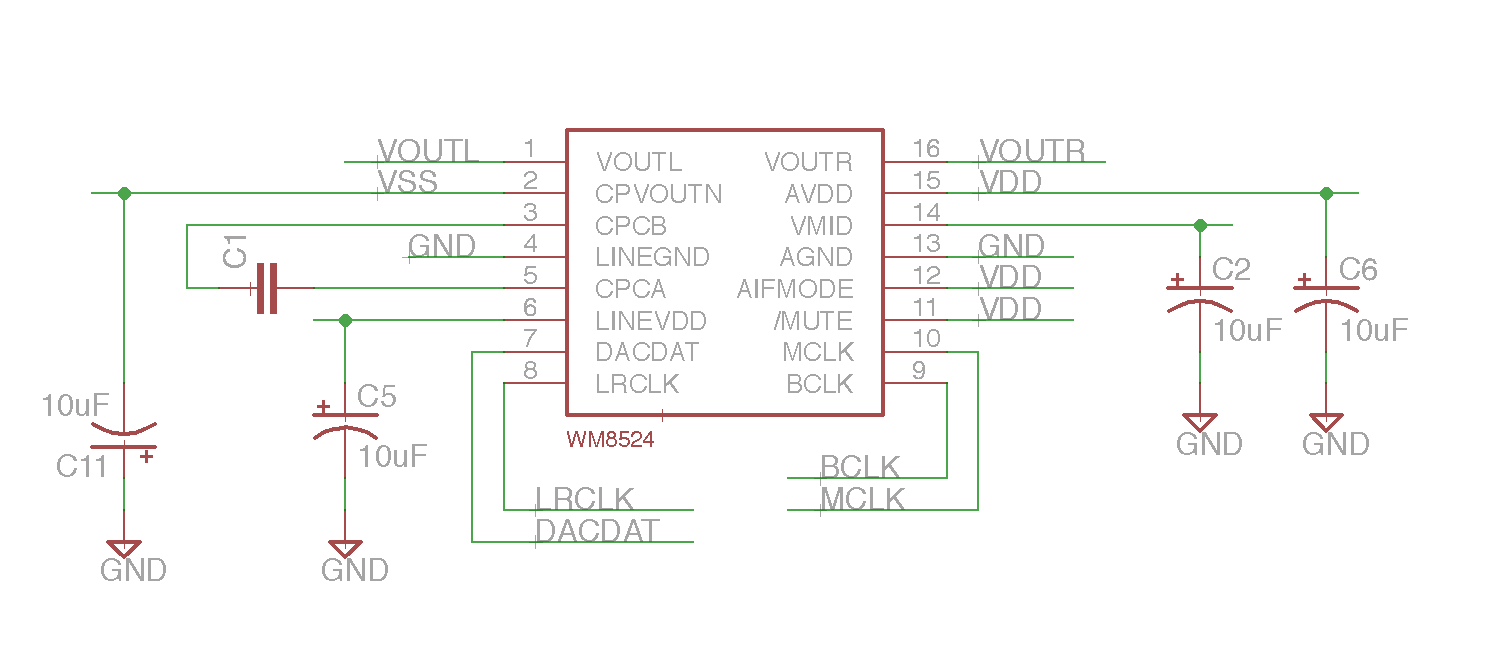 VOUTL 1 VOUTL VOUTR 16 VOUTR
VSS 2 CPVOUTN AVDD 15 VDD
3 CPCB VMID 14
C1 GND 4 LINEGND AGND 13 GND
5 CPCA AIFMODE 12 VDD
C2 C6
6 LINEVDD /MUTE 11 VDD
10uF 10uF
7 DACDAT MCLK 10
8 LRCLK BCLK 9
10uF C5
WM8524
GND GND
C11 10uF
+ + + +
BCLK
LRCLK MCLK
DACDAT
GND GND